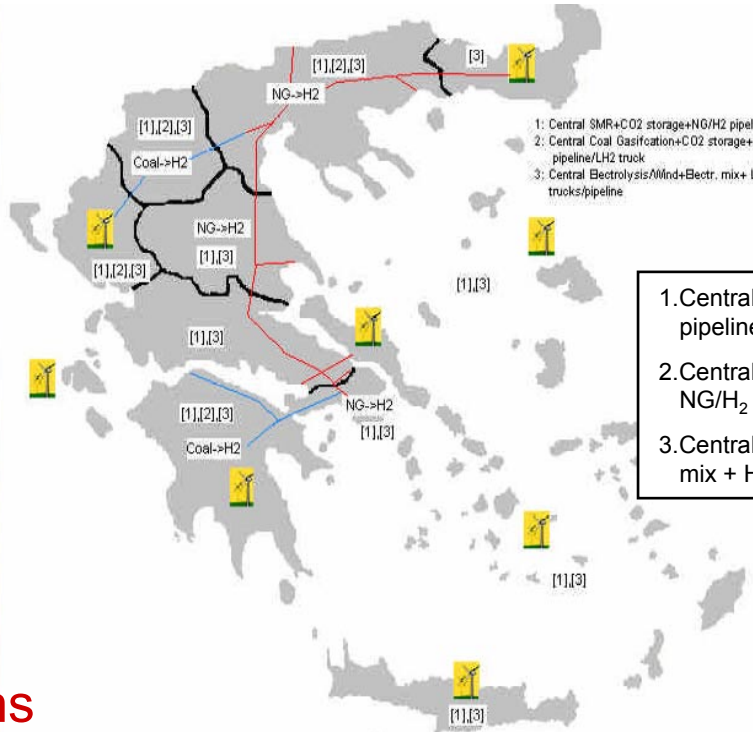 [3]
[1],[2],[3]
NG->H2
[1],[2],[3]
Coal->H2
1: Central SMR+CO2 storage+NG/H2
2: Central Coal Gasifcation+CO2 storage+
pipeline/LH2 truck
3: Central Electrolysis/Wind+Electr. mix+
trucks/pipeline
NG->H2
[1],[3]
[1],[2],[3]
[1],[3]
[1],[3]
1.Central
pipeline
2.Central
NG/H₂
3.Central
mix + H
[1],[2],[3]
NG->H2
[1],[3]
Coal->H2
[1],[3]
[1],[3]
ns